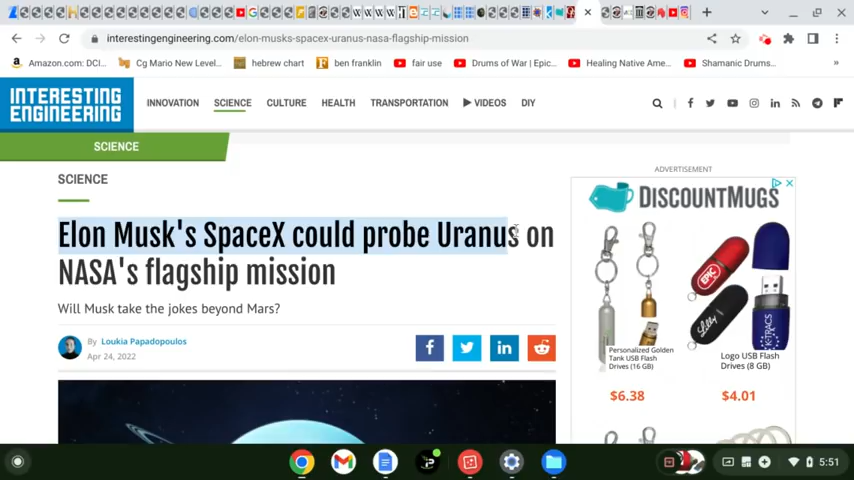 interestingengineering.com/elon-musks-spacex-uranus-nasa-flagship-mission
Amazon.com: DCI... Cg Mario New Level... hebrew chart ben franklin fair use Drums of War | Epic... Healing Native Ame... Shamanic Drums... »
INTERESTING ENGINEERING
INNOVATION SCIENCE CULTURE HEALTH TRANSPORTATION VIDEOS DIY
SCIENCE
SCIENCE
Elon Musk's SpaceX could probe Uranus on
NASA's flagship mission
Will Musk take the jokes beyond Mars?
By Loukia Papadopoulos
Apr 24, 2022
ADVERTISEMENT
DISCOUNTMUGS
EPIC
Lilly
K-TRACS
Personalized Golden
Tank USB Flash
Drives (16 GB)
$6.38
Logo USB Flash
Drives (8 GB)
$4.01
5:51